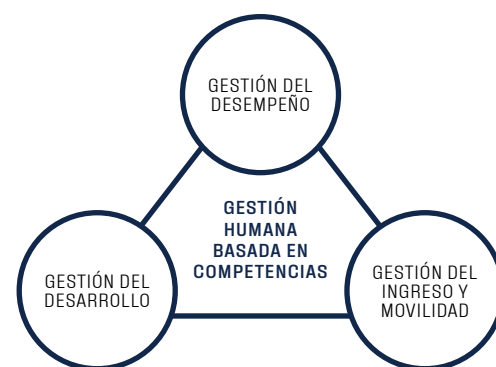 GESTIÓN DEL
DESEMPEÑO
GESTIÓN
HUMANA
BASADA EN
COMPETENCIAS
GESTIÓN DEL
DESARROLLO
GESTIÓN DEL
INGRESO Y
MOVILIDAD